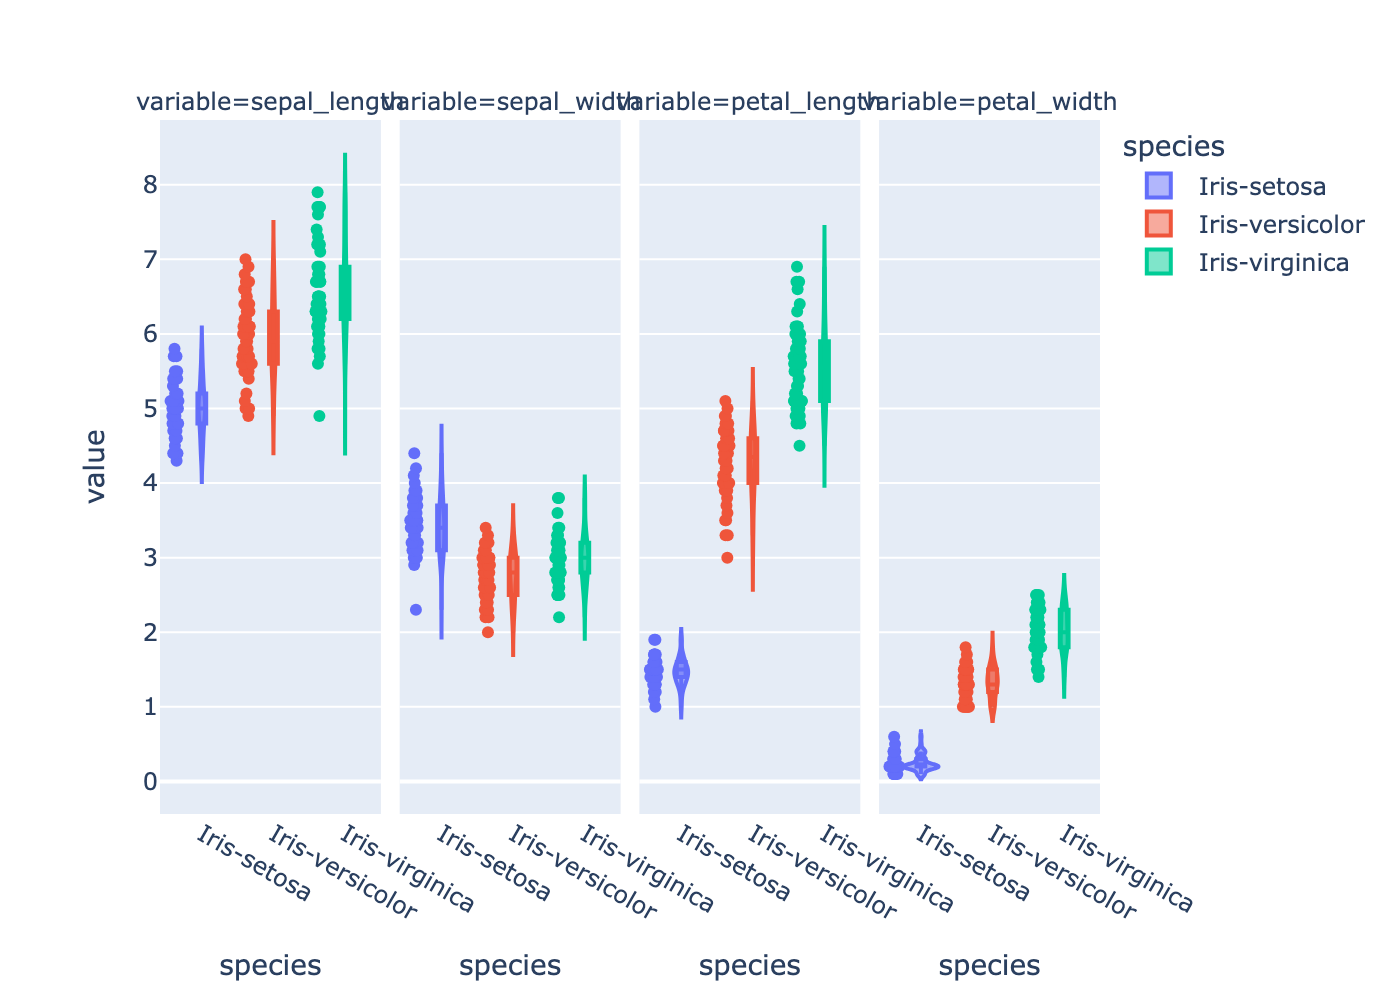 variable=sepal_length
variable=sepal_width
variable=petal_length
variable=petal_width
species
Iris-setosa
Iris-versicolor
Iris-virginica
value
8
7
6
5
4
3
2
1
0
Iris-setosa
Iris-versicolor
Iris-virginica
Iris-setosa
Iris-versicolor
Iris-virginica
Iris-setosa
Iris-versicolor
Iris-virginica
Iris-setosa
Iris-versicolor
Iris-virginica
species
species
species
species